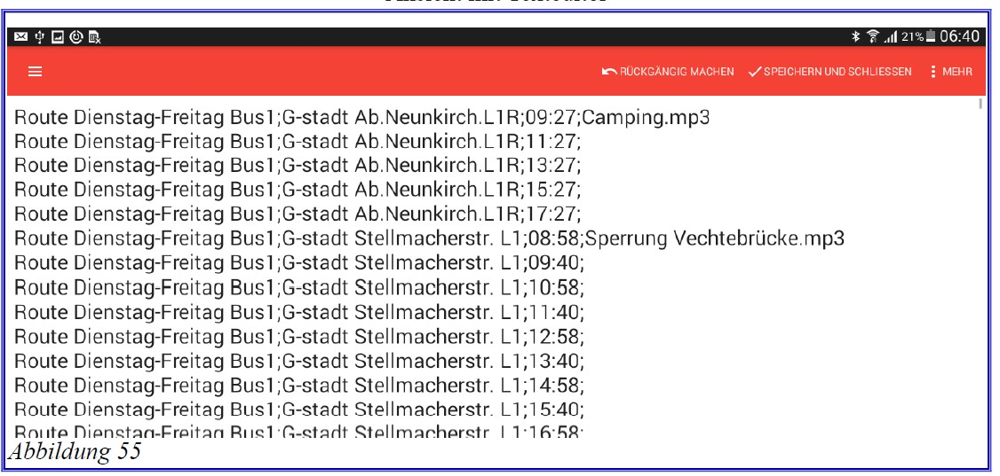 21% 06:40
RÜCKGÄNGIG MACHEN SPEICHERN UND SCHLIESSEN MEHR
Route Dienstag-Freitag Bus1;G-stadt Ab.Neunkirch.L1R;09:27;Camping.mp3
Route Dienstag-Freitag Bus1;G-stadt Ab.Neunkirch.L1R;11:27;
Route Dienstag-Freitag Bus1;G-stadt Ab.Neunkirch.L1R;13:27;
Route Dienstag-Freitag Bus1;G-stadt Ab.Neunkirch.L1R;15:27;
Route Dienstag-Freitag Bus1;G-stadt Ab.Neunkirch.L1R;17:27;
Route Dienstag-Freitag Bus1;G-stadt Stellmacherstr. L1;08:58;Sperrung Vechtebrücke.mp3
Route Dienstag-Freitag Bus1;G-stadt Stellmacherstr. L1;09:40;
Route Dienstag-Freitag Bus1;G-stadt Stellmacherstr. L1;10:58;
Route Dienstag-Freitag Bus1;G-stadt Stellmacherstr. L1;11:40;
Route Dienstag-Freitag Bus1;G-stadt Stellmacherstr. L1;12:58;
Route Dienstag-Freitag Bus1;G-stadt Stellmacherstr. L1;13:40;
Route Dienstag-Freitag Bus1;G-stadt Stellmacherstr. L1;14:58;
Route Dienstag-Freitag Bus1;G-stadt Stellmacherstr. L1;15:40;
Route Dienstag-Freitag Bus1;G-stadt Stellmacherstr. L1;16:58;
Abbildung 55